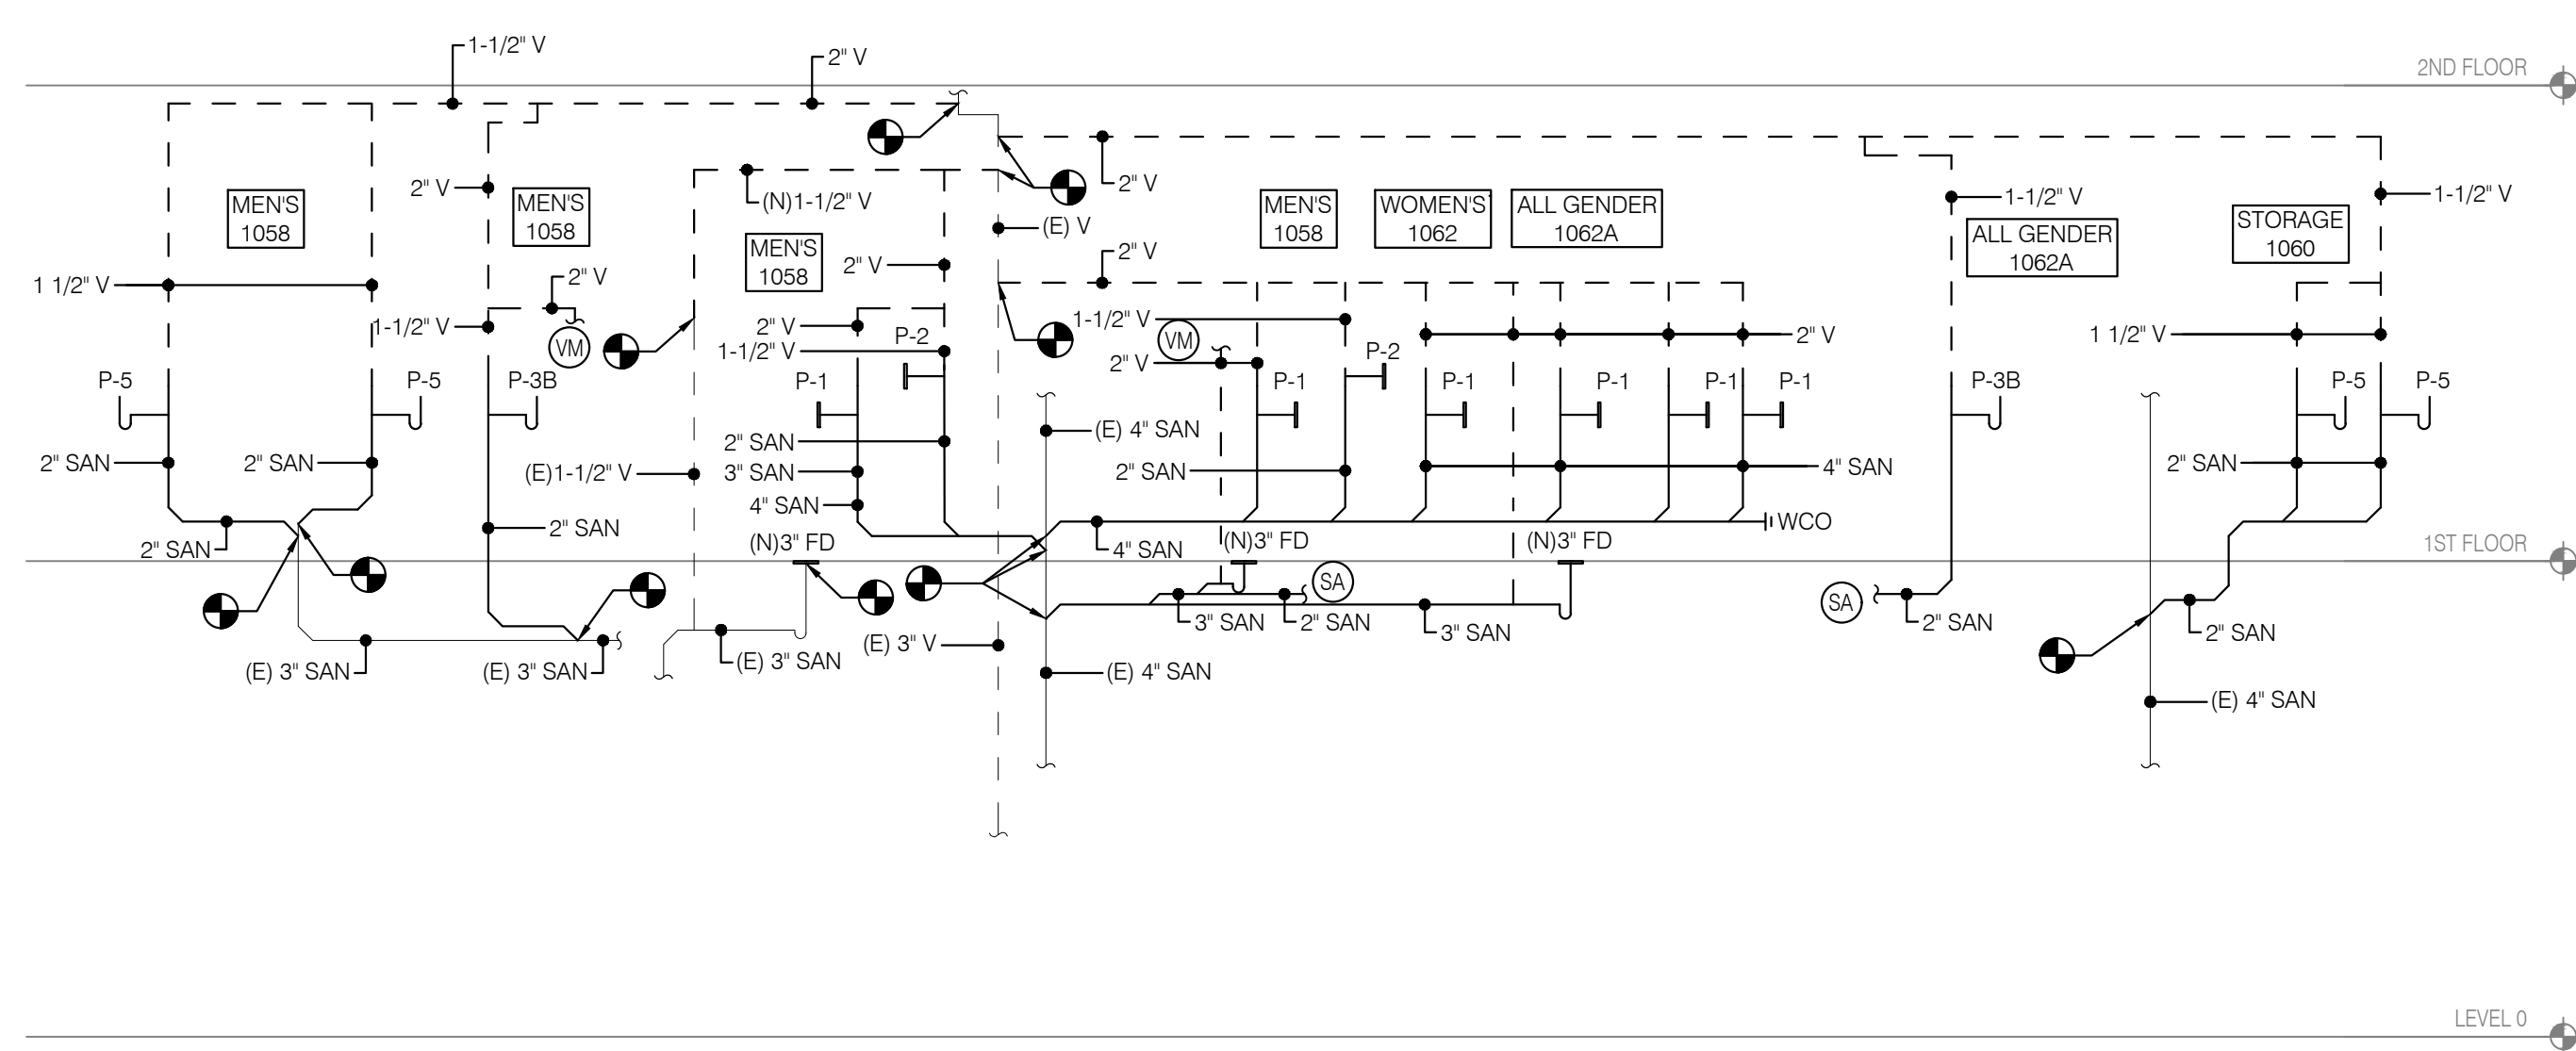 1-1/2" V
2" V
2ND FLOOR
2" V
MEN'S
1058
MEN'S
1058
(N)1-1/2" V
2" V
(E) V
MEN'S
1058
WOMEN'S
1062
ALL GENDER
1062A
1-1/2" V
ALL GENDER
1062A
STORAGE
1060
1-1/2" V
MEN'S
1058
2" V
2" V
1 1/2" V
2" V
1-1/2" V
VM
2" V
1-1/2" V
P-2
1-1/2" V
VM
2" V
P-2
2" V
1 1/2" V
P-5
P-5
P-3B
P-1
P-1
P-1
P-1
P-1
P-1
P-3B
P-5
P-5
2" SAN
2" SAN
(E)1-1/2" V
2" SAN
3" SAN
4" SAN
(E) 4" SAN
2" SAN
4" SAN
2" SAN
2" SAN
2" SAN
(N)3" FD
4" SAN
(N)3" FD
(N)3" FD
WCO
1ST FLOOR
SA
SA
3" SAN
2" SAN
3" SAN
2" SAN
2" SAN
(E) 3" SAN
(E) 3" SAN
(E) 3" SAN
(E) 3" V
(E) 4" SAN
(E) 4" SAN
LEVEL 0